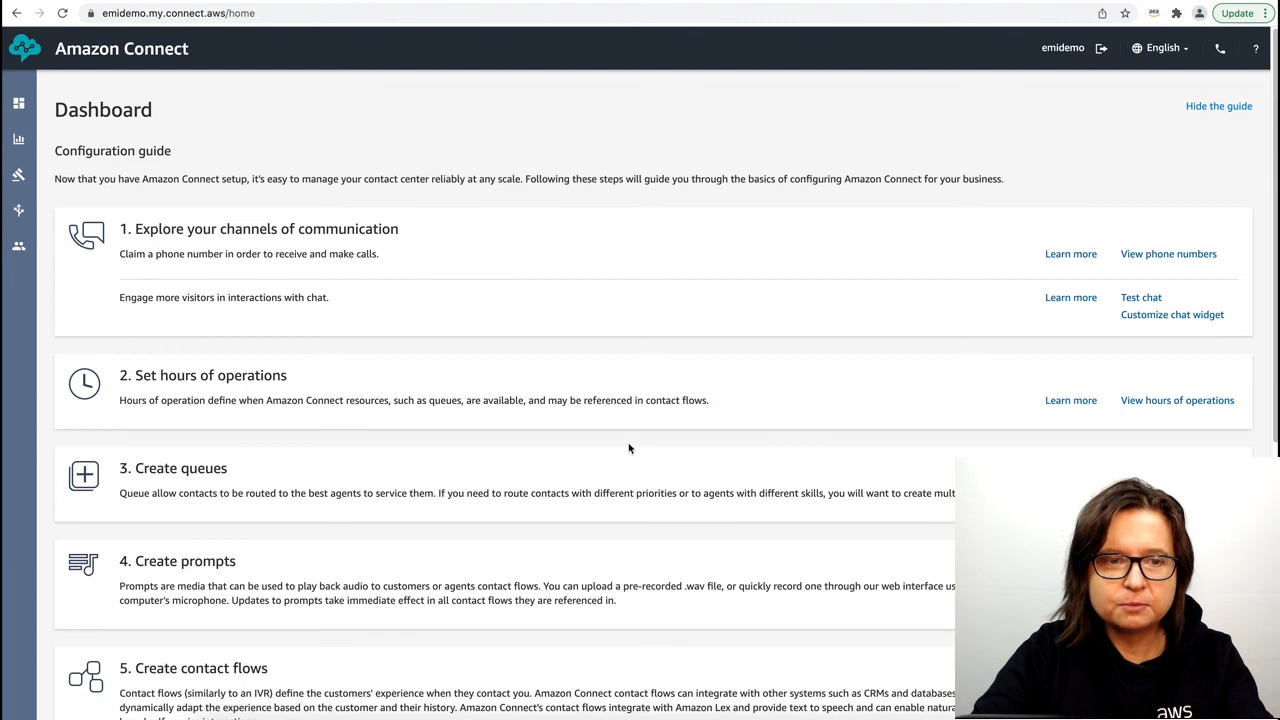 emidemo.my.connect.aws/home
aea
Update
Amazon Connect
emidemo
English
?
Dashboard
Hide the guide
Configuration guide
Now that you have Amazon Connect setup, it's easy to manage your contact center reliably at any scale. Following these steps will guide you through the basics of configuring Amazon Connect for your business.
1. Explore your channels of communication
Claim a phone number in order to receive and make calls.
Learn more
View phone numbers
Engage more visitors in interactions with chat.
Learn more
Test chat
Customize chat widget
2. Set hours of operations
Hours of operation define when Amazon Connect resources, such as queues, are available, and may be referenced in contact flows.
Learn more
View hours of operations
3. Create queues
Queue allow contacts to be routed to the best agents to service them. If you need to route contacts with different priorities or to agents with different skills, you will want to create mult
4. Create prompts
Prompts are media that can be used to play back audio to customers or agents contact flows. You can upload a pre-recorded .wav file, or quickly record one through our web interface us
computer's microphone. Updates to prompts take immediate effect in all contact flows they are referenced in.
5. Create contact flows
Contact flows (similarly to an IVR) define the customers' experience when they contact you. Amazon Connect contact flows can integrate with other systems such as CRMs and databases
dynamically adapt the experience based on the customer and their history. Amazon Connect's contact flows integrate with Amazon Lex and provide text to speech and can enable natura
aws